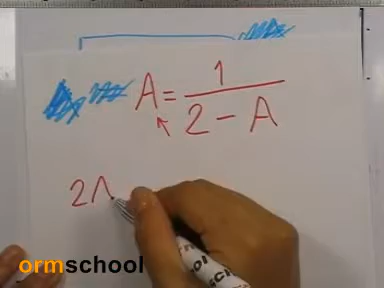 A = 1 / (2 - A)
2A
ormschool